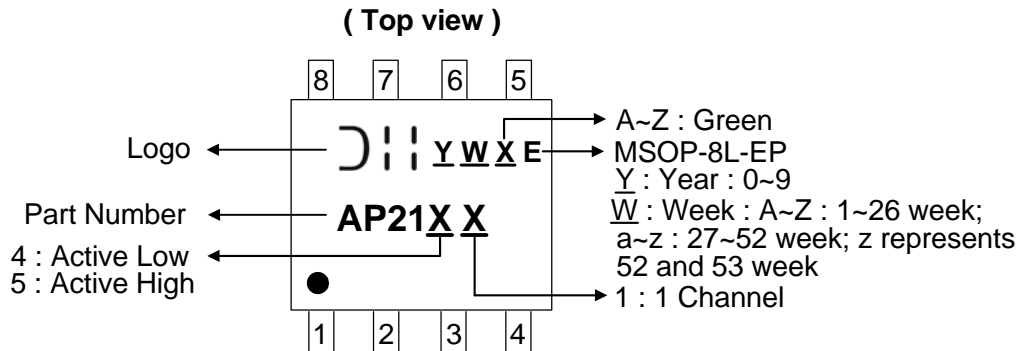 ( Top view )
8 7 6 5
Logo
Y W X E
A~Z : Green
MSOP-8L-EP
Y : Year : 0~9
W : Week : A~Z : 1~26 week;
a~z : 27~52 week; z represents
52 and 53 week
Part Number
AP21X X
4 : Active Low
5 : Active High
1 : 1 Channel
1 2 3 4